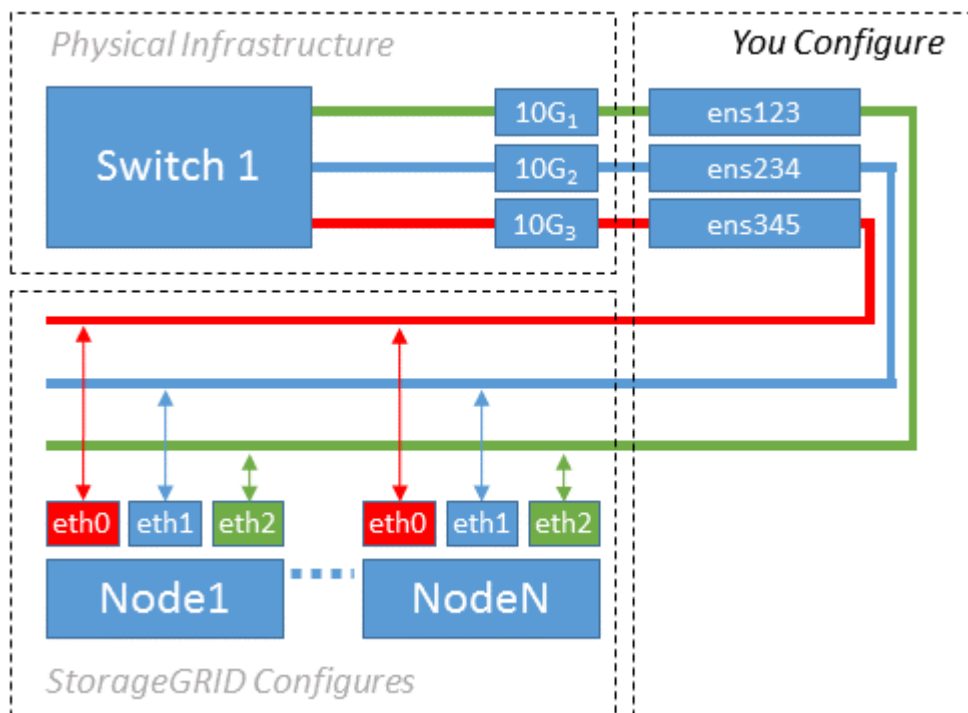 Physical Infrastructure
You Configure
Switch 1
10G₁
ens123
10G₂
ens234
10G₃
ens345
eth0 eth1 eth2
eth0 eth1 eth2
Node1
NodeN
StorageGRID Configures